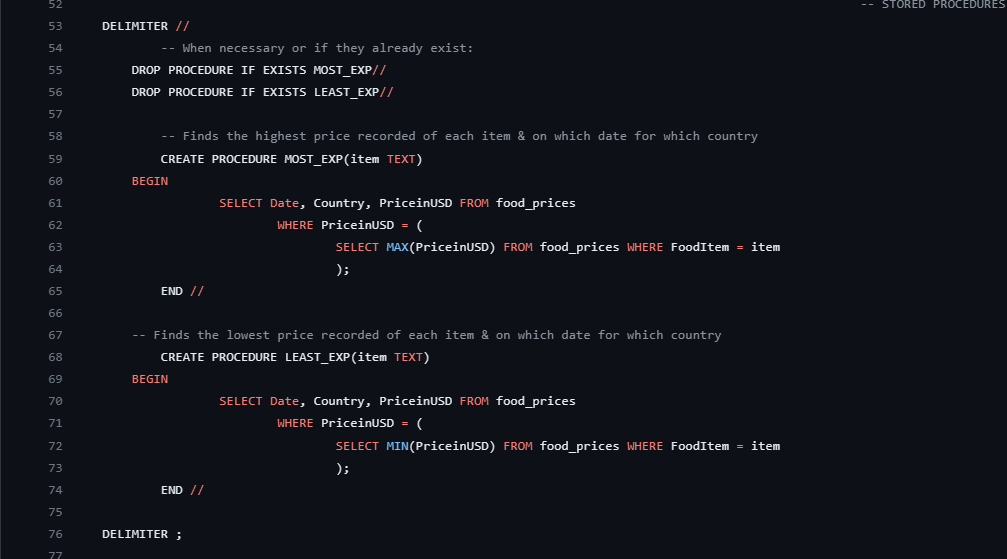 52 -- STORED PROCEDURES
53 DELIMITER //
54 -- When necessary or if they already exist:
55 DROP PROCEDURE IF EXISTS MOST_EXP//
56 DROP PROCEDURE IF EXISTS LEAST_EXP//
57
58 -- Finds the highest price recorded of each item & on which date for which country
59 CREATE PROCEDURE MOST_EXP(item TEXT)
60 BEGIN
61 SELECT Date, Country, PriceinUSD FROM food_prices
62 WHERE PriceinUSD = (
63 SELECT MAX(PriceinUSD) FROM food_prices WHERE FoodItem = item
64 );
65 END //
66
67 -- Finds the lowest price recorded of each item & on which date for which country
68 CREATE PROCEDURE LEAST_EXP(item TEXT)
69 BEGIN
70 SELECT Date, Country, PriceinUSD FROM food_prices
71 WHERE PriceinUSD = (
72 SELECT MIN(PriceinUSD) FROM food_prices WHERE FoodItem = item
73 );
74 END //
75
76 DELIMITER ;
77